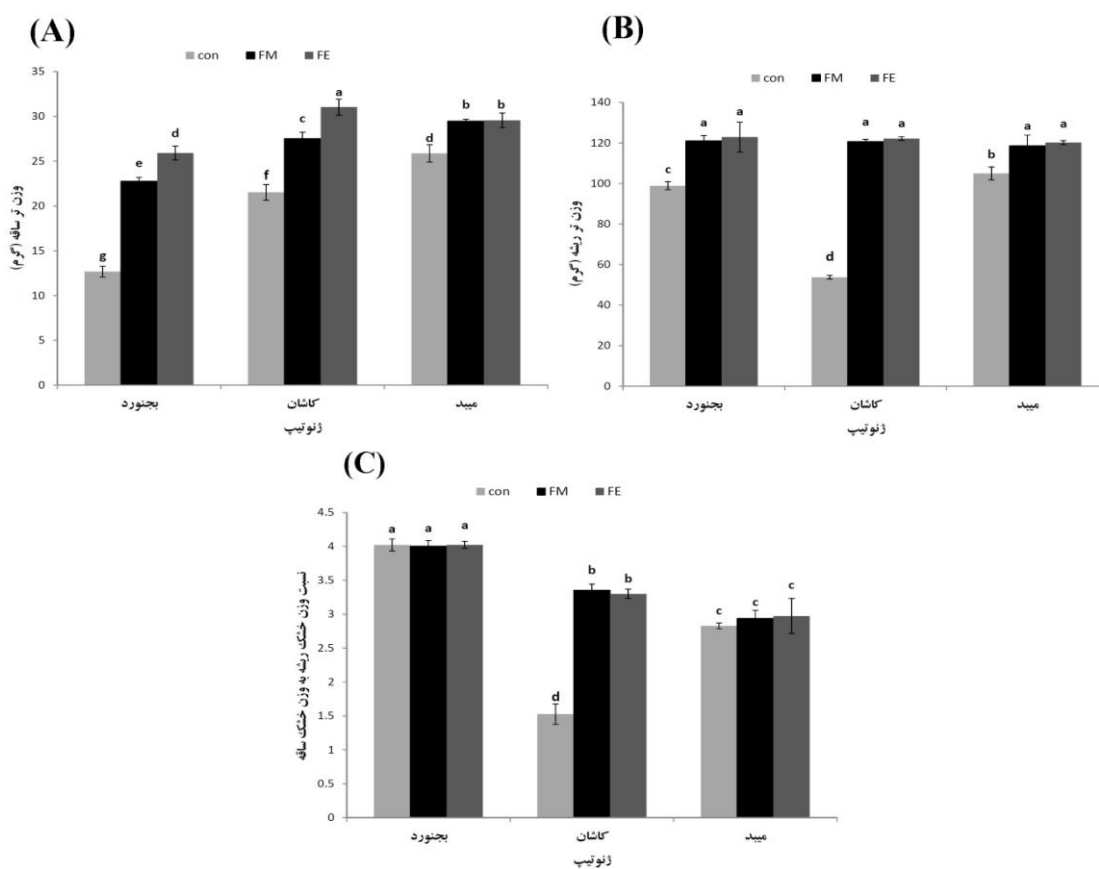 (A)
con FM FE
وزن تر ساقه (گرم)
35
30
25
20
15
10
5
0
g
e
d
f
c
a
d
b
b
بجنورد
کاشان
میبد
ژنوتیپ
(B)
con FM FE
وزن تر ریشه (گرم)
140
120
100
80
60
40
20
0
c
a
a
d
a
a
b
a
a
بجنورد
کاشان
میبد
ژنوتیپ
(C)
con FM FE
نسبت وزن خشک ریشه به وزن خشک ساقه
4.5
4
3.5
3
2.5
2
1.5
1
0.5
0
a
a
a
d
b
b
c
c
c
بجنورد
کاشان
میبد
ژنوتیپ